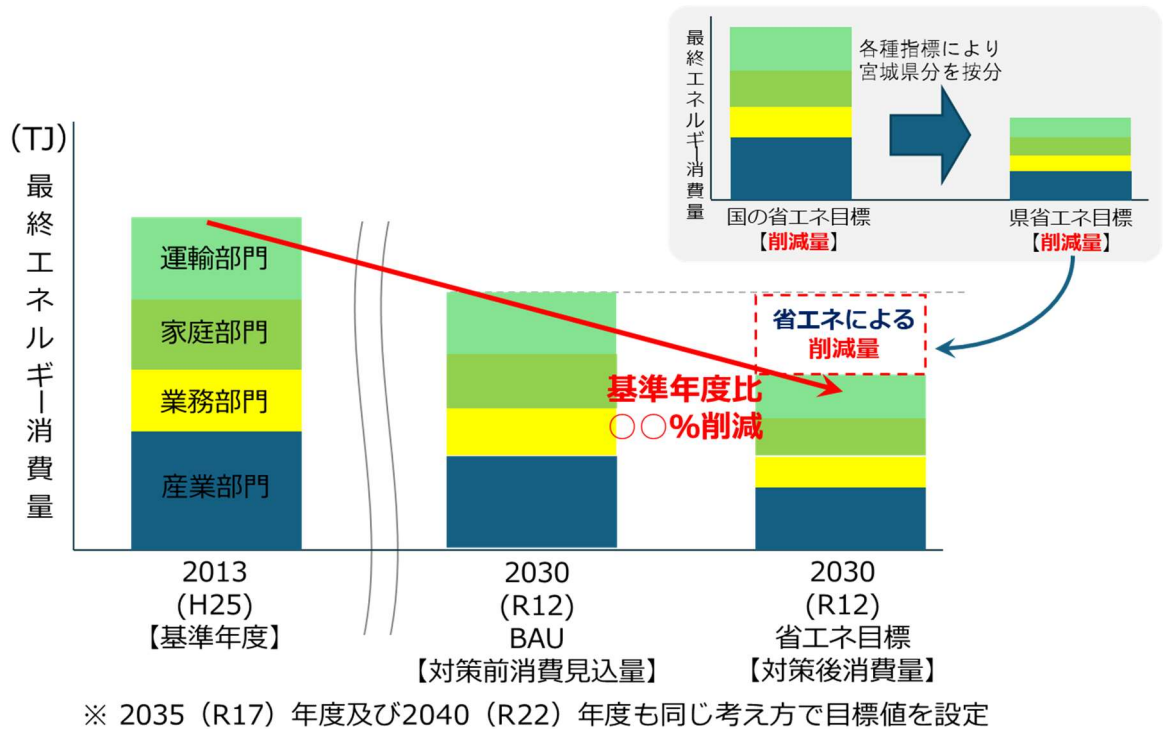 最終エネルギー消費量
各種指標により
宮城県分を按分
国の省エネ目標
【削減量】
県省エネ目標
【削減量】
(TJ)
最終エネルギー消費量
運輸部門
家庭部門
業務部門
産業部門
省エネによる
削減量
基準年度比
○○%削減
2013
(H25)
【基準年度】
2030
(R12)
BAU
【対策前消費見込量】
2030
(R12)
省エネ目標
【対策後消費量】
※ 2035（R17）年度及び2040（R22）年度も同じ考え方で目標値を設定